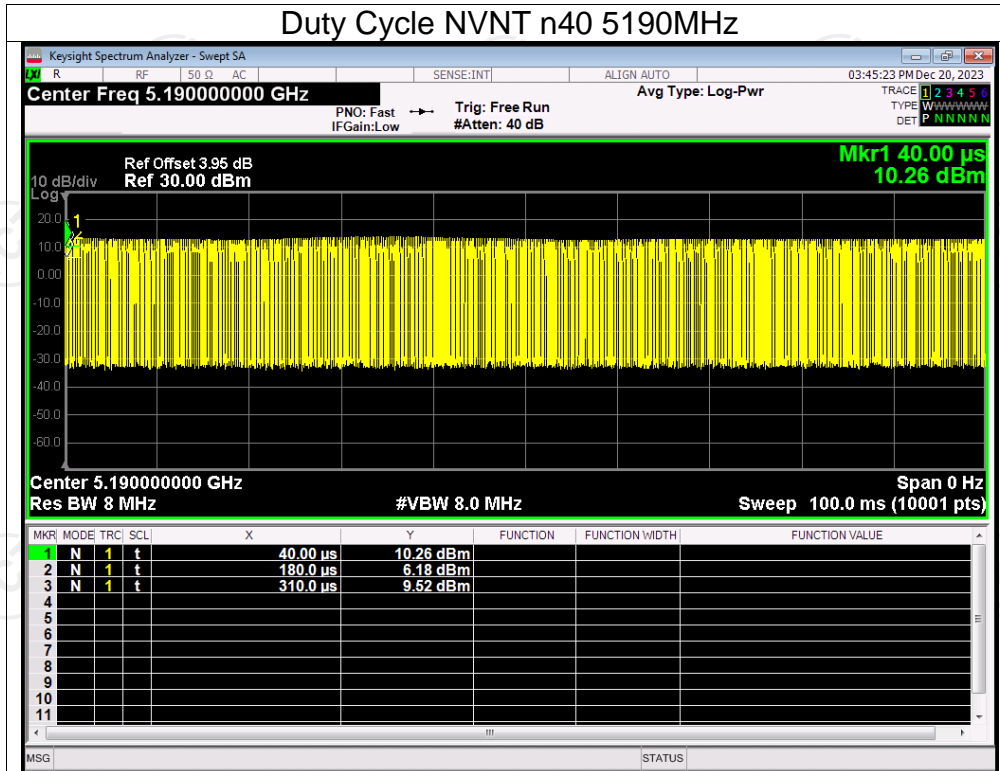 Duty Cycle NVNT n40 5190MHz
Keysight Spectrum Analyzer - Swept SA
LXI R RF 50 Ω AC SENSE:INT ALIGN AUTO 03:45:23 PM Dec 20, 2023
Center Freq 5.190000000 GHz Avg Type: Log-Pwr TRACE 1 2 3 4 5 6
PNO: Fast Trig: Free Run TYPE WWWWWW
IFGain:Low #Atten: 40 dB DET P N N N N N
Mkr1 40.00 µs
10.26 dBm
Ref Offset 3.95 dB
10 dB/div Ref 30.00 dBm
Log
20.0
1
10.0
0.00
-10.0
-20.0
-30.0
-40.0
-50.0
-60.0
Center 5.190000000 GHz Span 0 Hz
Res BW 8 MHz #VBW 8.0 MHz Sweep 100.0 ms (10001 pts)
MKR MODE TRC SCL X Y FUNCTION FUNCTION WIDTH FUNCTION VALUE
1 N 1 t 40.00 µs 10.26 dBm
2 N 1 t 180.0 µs 6.18 dBm
3 N 1 t 310.0 µs 9.52 dBm
4
5
6
7
8
9
10
11
MSG STATUS